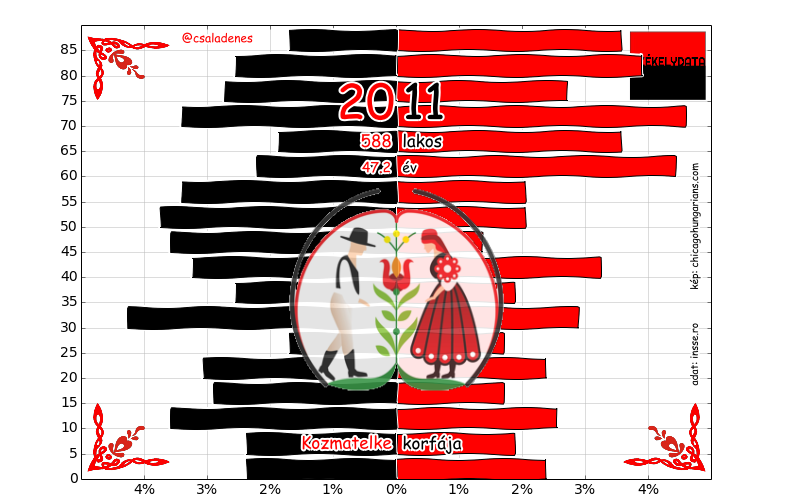 @csaladenes
ÉKELYDATA
2011
588 lakos
47.2 év
kép: chicagohungarians.com
adat: insse.ro
Kozmatelke korfája
85
80
75
70
65
60
55
50
45
40
35
30
25
20
15
10
5
0
4% 3% 2% 1% 0% 1% 2% 3% 4%